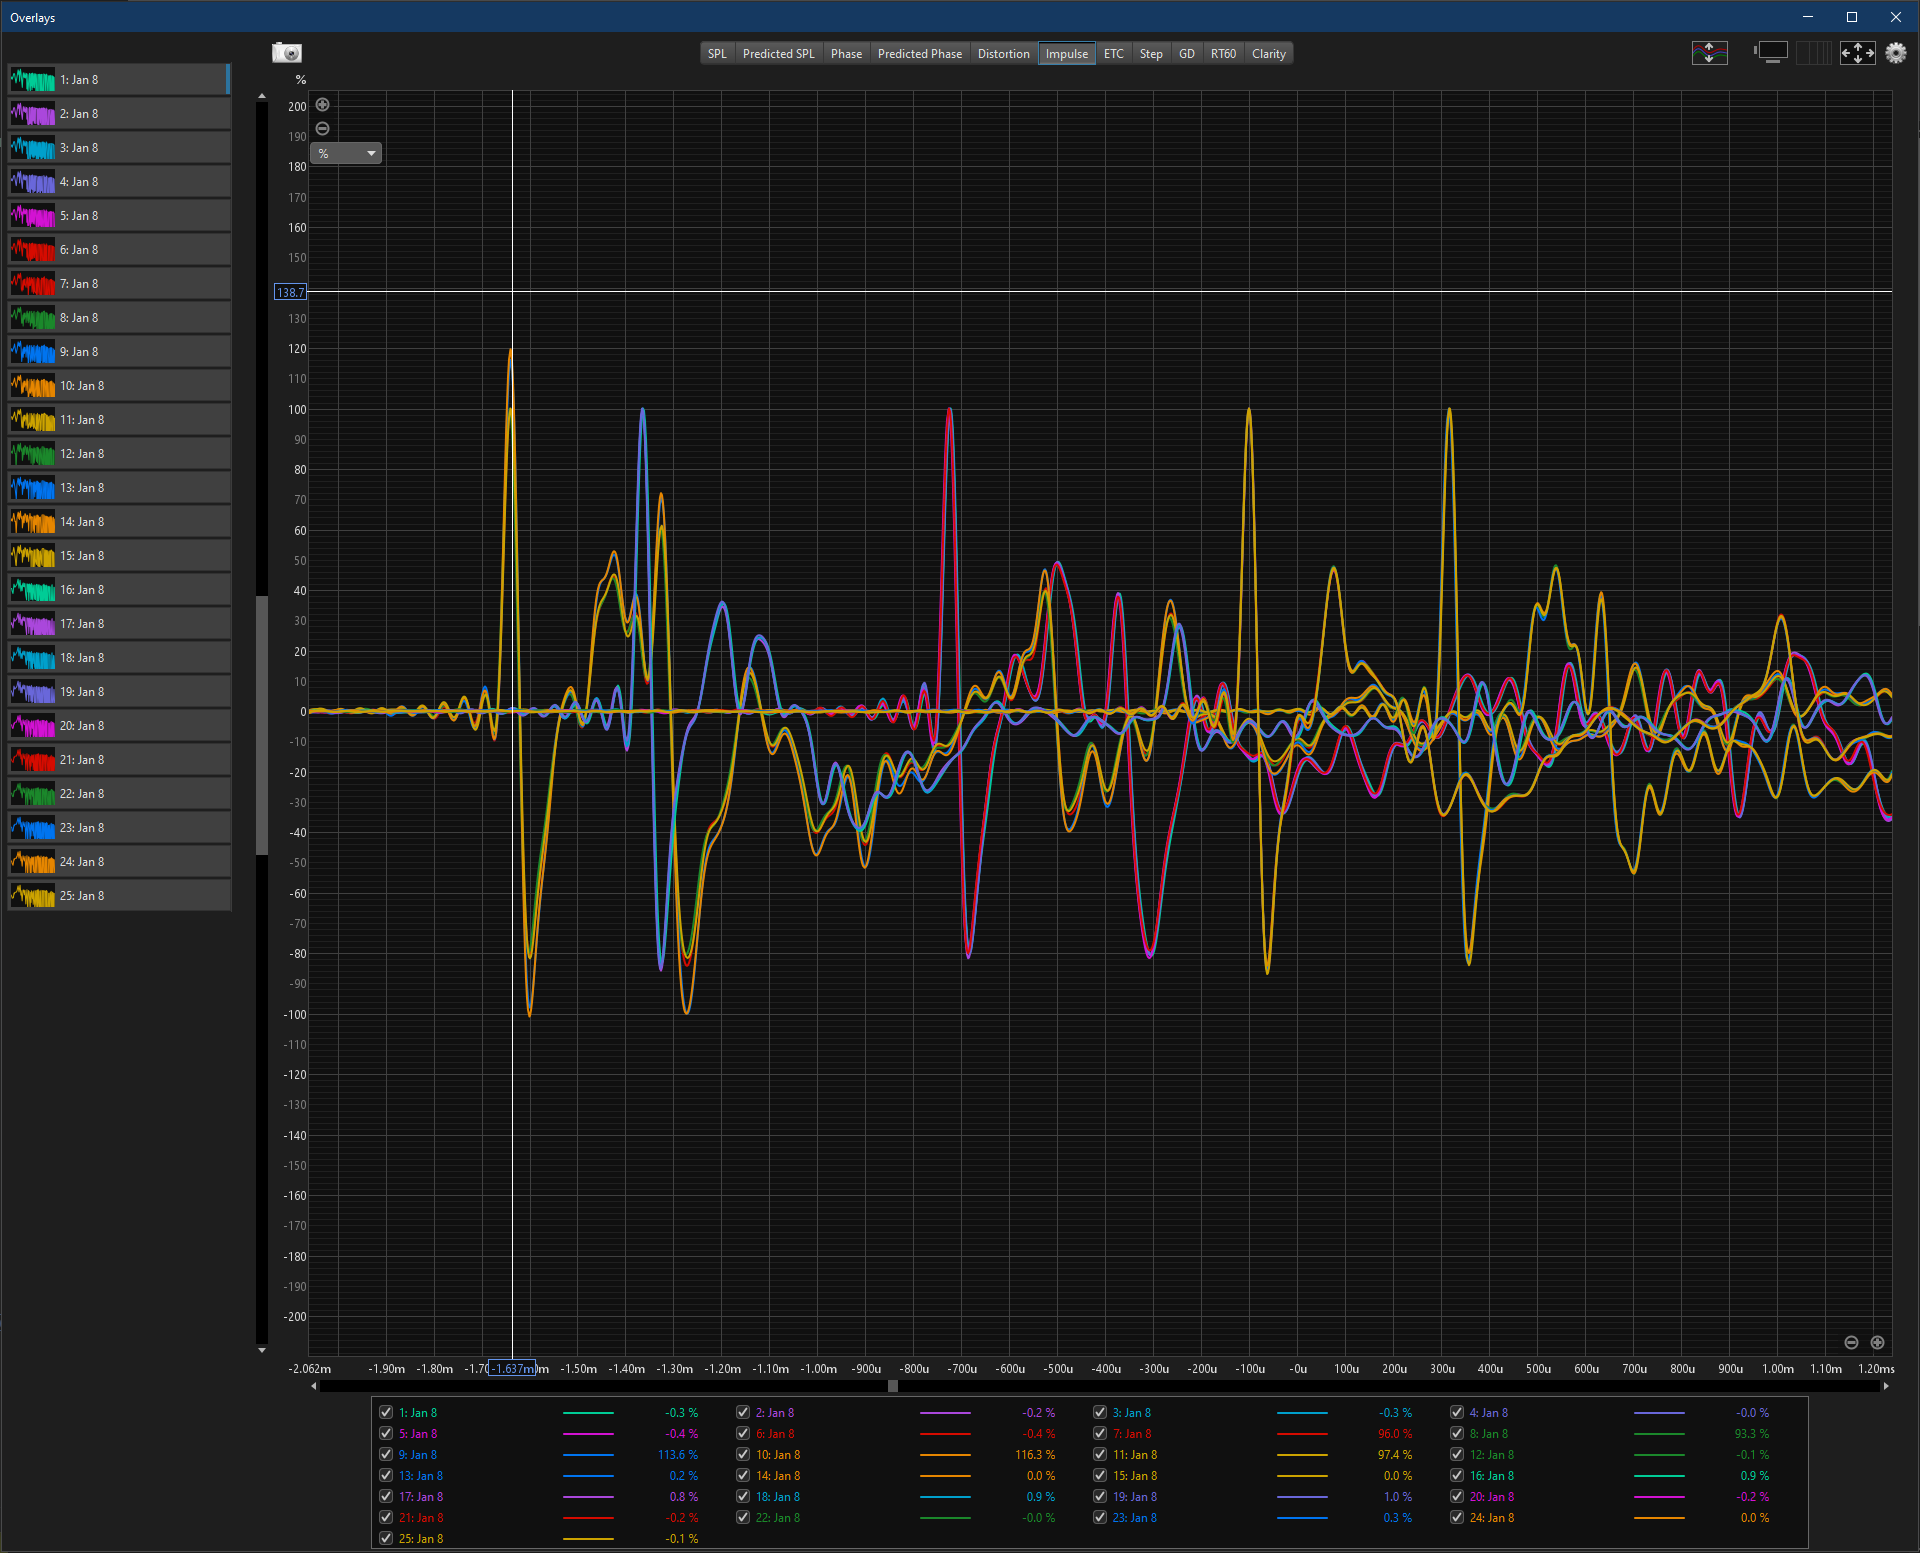 Overlays
SPL Predicted SPL Phase Predicted Phase Distortion Impulse ETC Step GD RT60 Clarity
1: Jan 8
2: Jan 8
3: Jan 8
4: Jan 8
5: Jan 8
6: Jan 8
7: Jan 8
8: Jan 8
9: Jan 8
10: Jan 8
11: Jan 8
12: Jan 8
13: Jan 8
14: Jan 8
15: Jan 8
16: Jan 8
17: Jan 8
18: Jan 8
19: Jan 8
20: Jan 8
21: Jan 8
22: Jan 8
23: Jan 8
24: Jan 8
25: Jan 8
%
200
190
%
180
170
160
150
138.7
130
120
110
100
90
80
70
60
50
40
30
20
10
0
-10
-20
-30
-40
-50
-60
-70
-80
-90
-100
-110
-120
-130
-140
-150
-160
-170
-180
-190
-200
-2.062m -1.90m -1.80m -1.70 -1.637m m -1.50m -1.40m -1.30m -1.20m -1.10m -1.00m -900u -800u -700u -600u -500u -400u -300u -200u -100u -0u 100u 200u 300u 400u 500u 600u 700u 800u 900u 1.00m 1.10m 1.20ms
1: Jan 8 -0.3 % 2: Jan 8 -0.2 % 3: Jan 8 -0.3 % 4: Jan 8 -0.0 %
5: Jan 8 -0.4 % 6: Jan 8 -0.4 % 7: Jan 8 96.0 % 8: Jan 8 93.3 %
9: Jan 8 113.6 % 10: Jan 8 116.3 % 11: Jan 8 97.4 % 12: Jan 8 -0.1 %
13: Jan 8 0.2 % 14: Jan 8 0.0 % 15: Jan 8 0.0 % 16: Jan 8 0.9 %
17: Jan 8 0.8 % 18: Jan 8 0.9 % 19: Jan 8 1.0 % 20: Jan 8 -0.2 %
21: Jan 8 -0.2 % 22: Jan 8 -0.0 % 23: Jan 8 0.3 % 24: Jan 8 0.0 %
25: Jan 8 -0.1 %